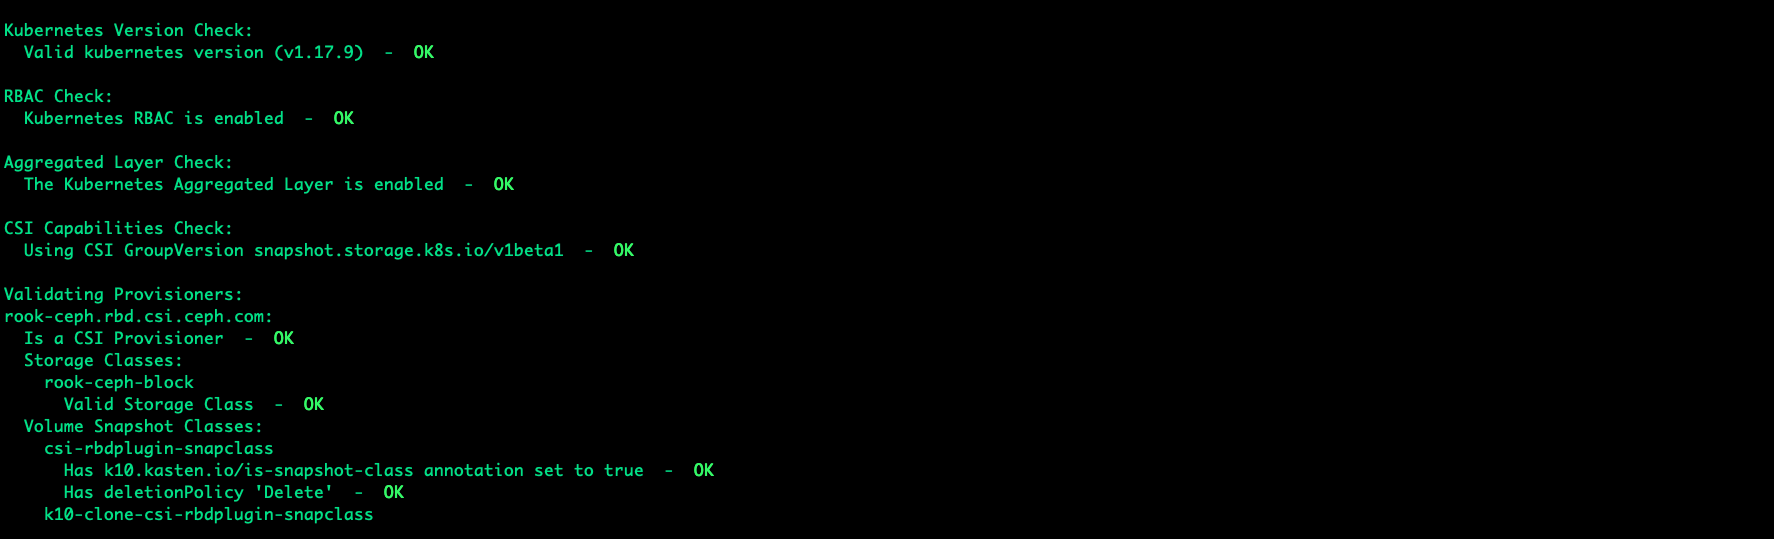 Kubernetes Version Check:
  Valid kubernetes version (v1.17.9)  -  OK

RBAC Check:
  Kubernetes RBAC is enabled  -  OK

Aggregated Layer Check:
  The Kubernetes Aggregated Layer is enabled  -  OK

CSI Capabilities Check:
  Using CSI GroupVersion snapshot.storage.k8s.io/v1beta1  -  OK

Validating Provisioners:
rook-ceph.rbd.csi.ceph.com:
  Is a CSI Provisioner  -  OK
  Storage Classes:
    rook-ceph-block
      Valid Storage Class  -  OK
  Volume Snapshot Classes:
    csi-rbdplugin-snapclass
      Has k10.kasten.io/is-snapshot-class annotation set to true  -  OK
      Has deletionPolicy 'Delete'  -  OK
    k10-clone-csi-rbdplugin-snapclass